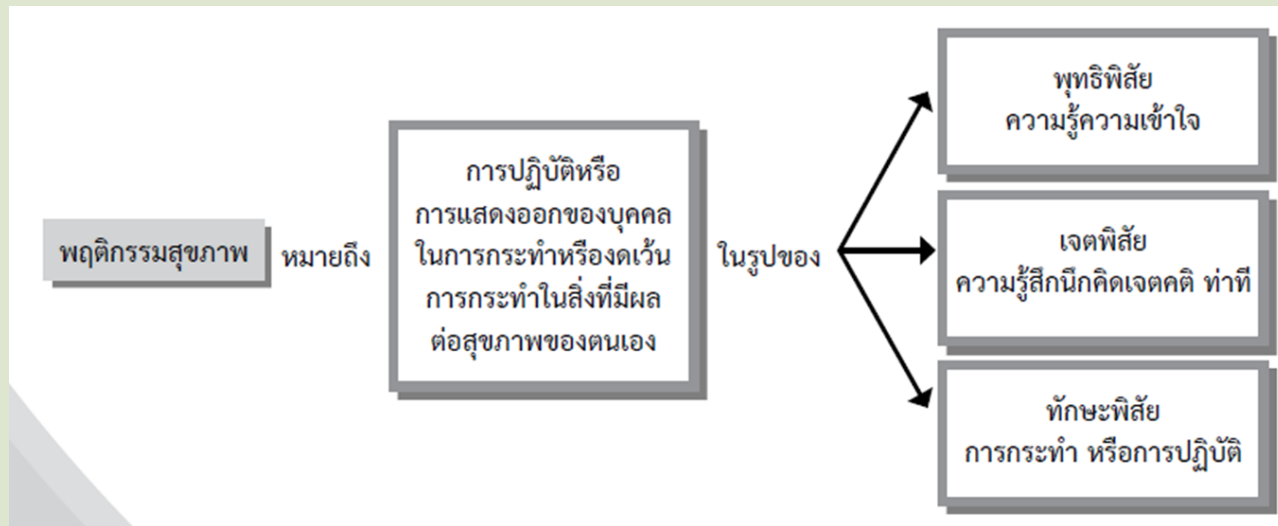 พฤติกรรมสุขภาพ
หมายถึง
การปฏิบัติหรือ
การแสดงออกของบุคคล
ในการกระทำหรืองดเว้น
การกระทำในสิ่งที่มีผล
ต่อสุขภาพของตนเอง
ในรูปของ
พุทธิพิสัย
ความรู้ความเข้าใจ
เจตพิสัย
ความรู้สึกนึกคิดเจตคติ ท่าที
ทักษะพิสัย
การกระทำ หรือการปฏิบัติ